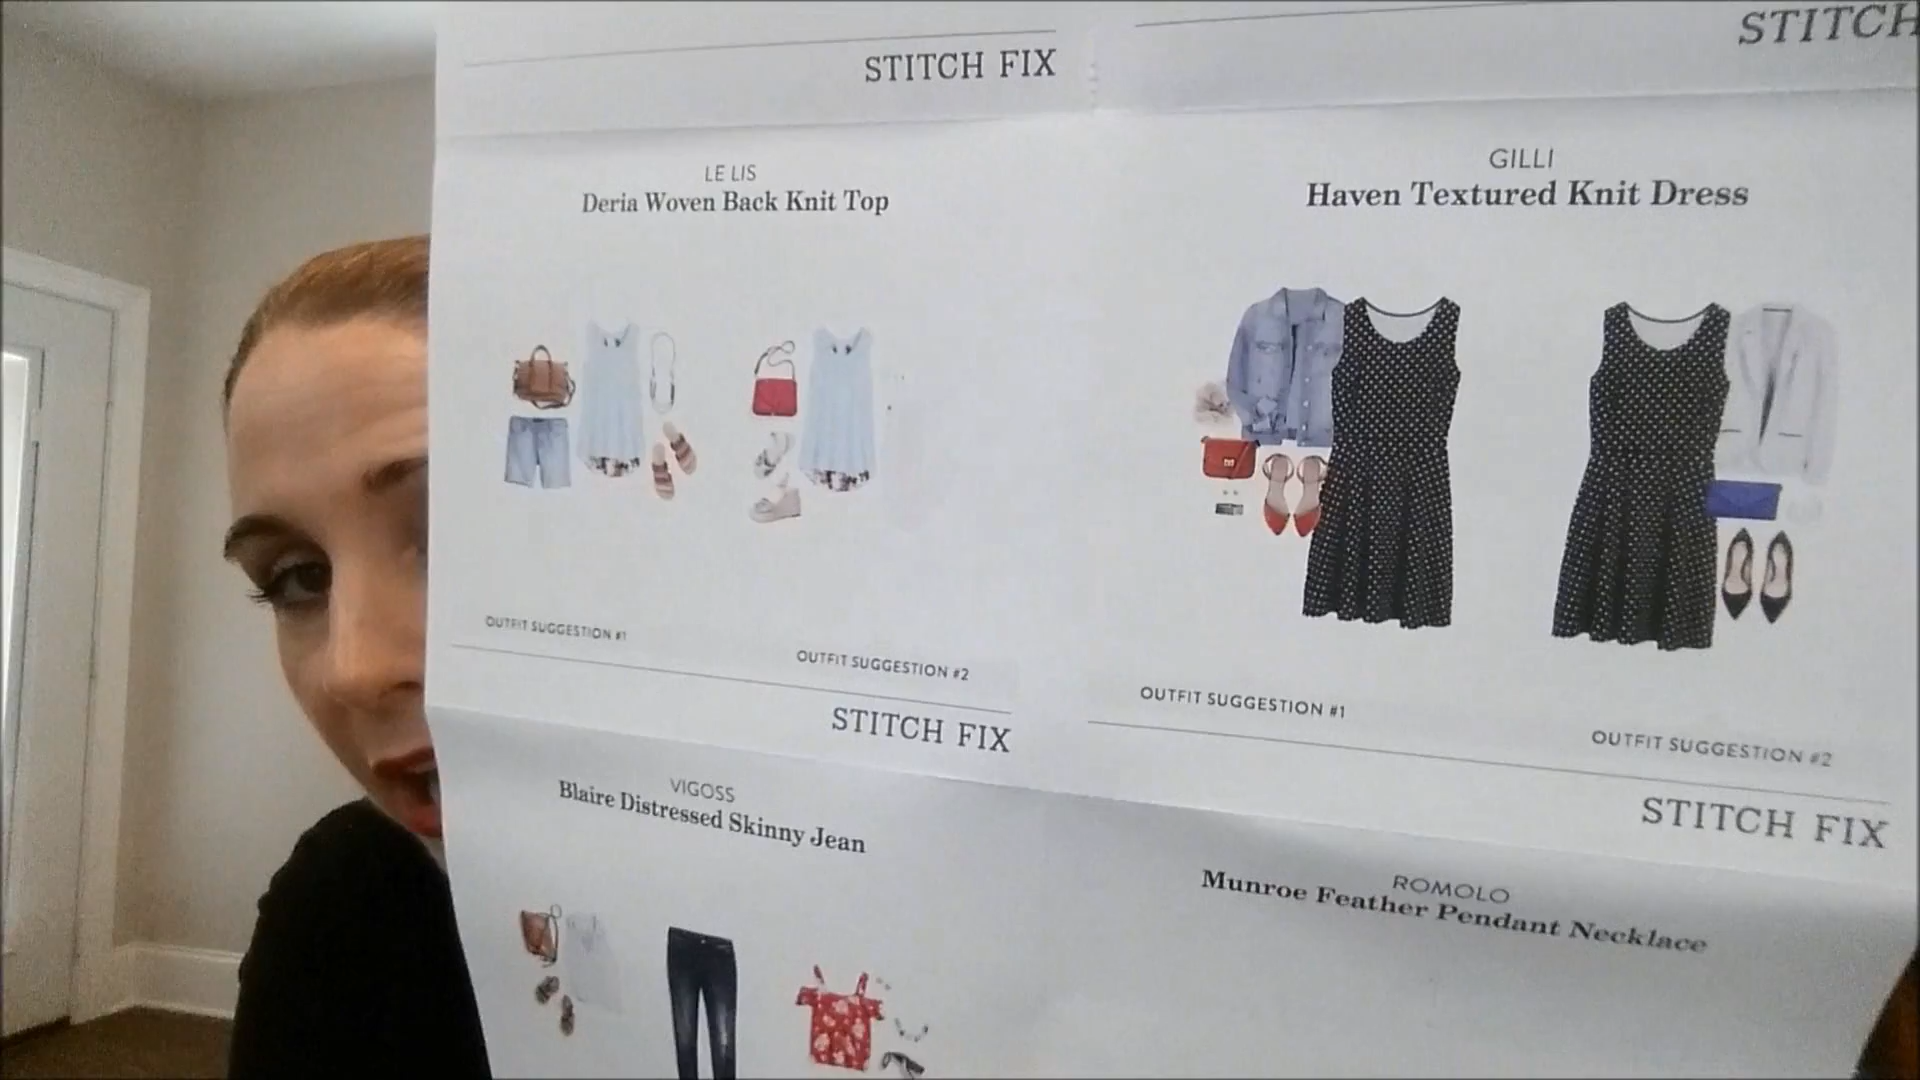 STITCH FIX
LE LIS
Deria Woven Back Knit Top
OUTFIT SUGGESTION #1
OUTFIT SUGGESTION #2
STITCH
GILLI
Haven Textured Knit Dress
OUTFIT SUGGESTION #1
OUTFIT SUGGESTION #2
STITCH FIX
VIGOSS
Blaire Distressed Skinny Jean
STITCH FIX
ROMOLO
Munroe Feather Pendant Necklace